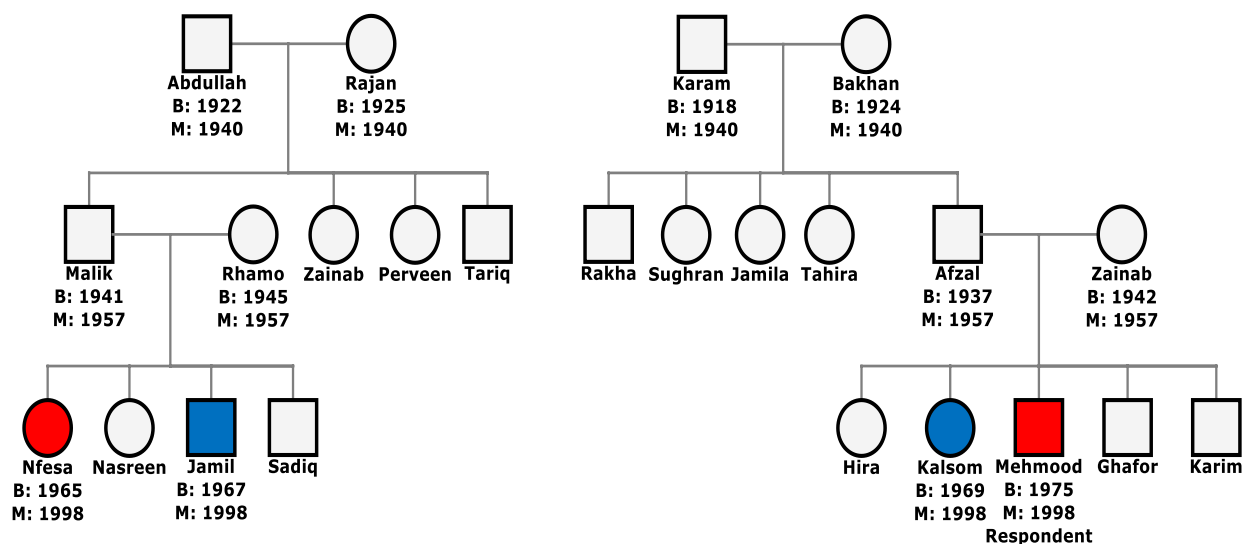 Abdullah
B: 1922
M: 1940
Rajan
B: 1925
M: 1940
Karam
B: 1918
M: 1940
Bakhan
B: 1924
M: 1940
Malik
B: 1941
M: 1957
Rhamo
B: 1945
M: 1957
Zainab
Perveen
Tariq
Rakha
Sughran
Jamila
Tahira
Afzal
B: 1937
M: 1957
Zainab
B: 1942
M: 1957
Nfesa
B: 1965
M: 1998
Nasreen
Jamil
B: 1967
M: 1998
Sadiq
Hira
Kalsom
B: 1969
M: 1998
Mehmood
B: 1975
M: 1998
Respondent
Ghafor
Karim